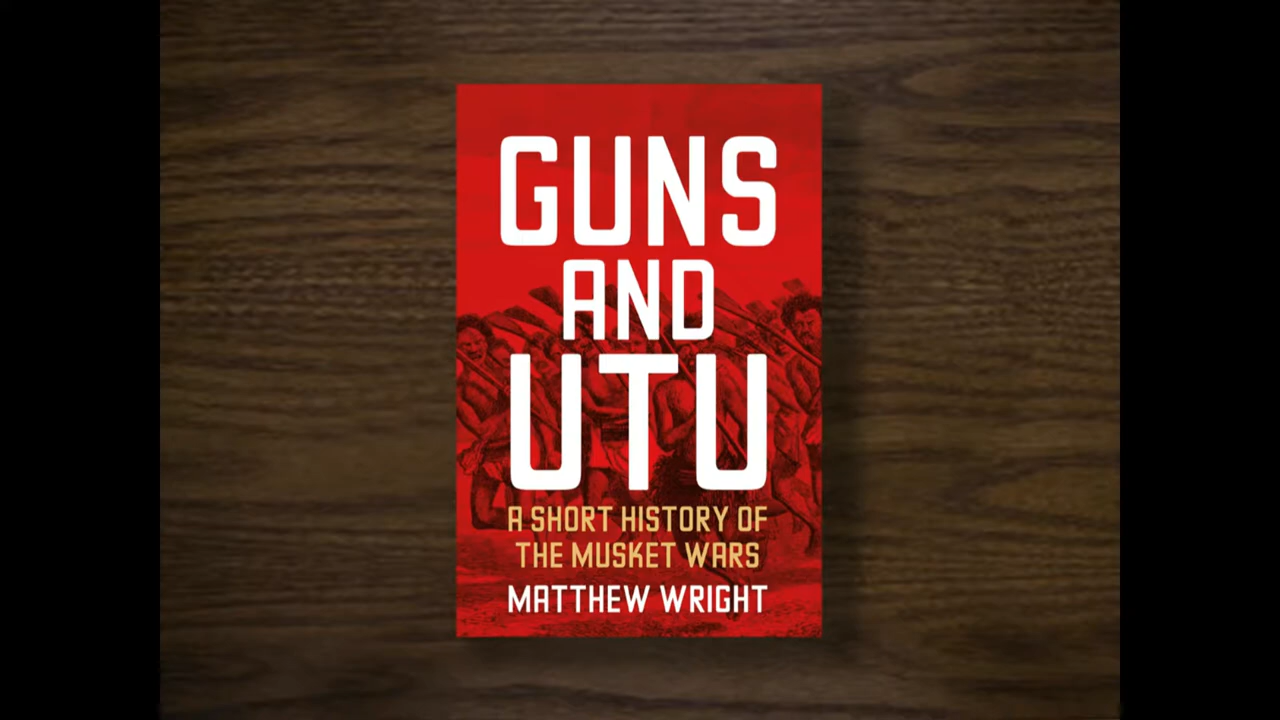 GUNS
AND
UTU
A SHORT HISTORY OF
THE MUSKET WARS
MATTHEW WRIGHT